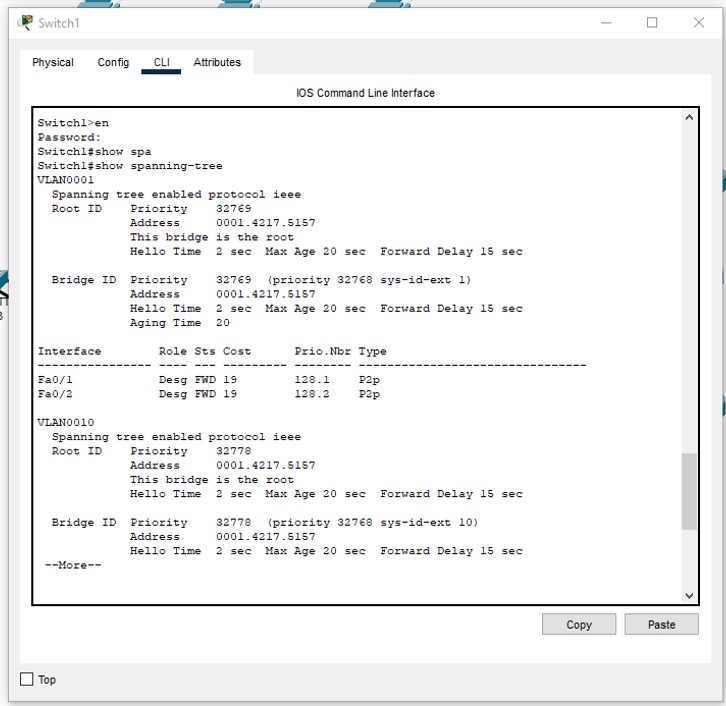 Switch1
Physical Config CLI Attributes
IOS Command Line Interface
Switch1>en
Password:
Switch1#show spa
Switch1#show spanning-tree
VLAN0001
  Spanning tree enabled protocol ieee
  Root ID    Priority    32769
             Address     0001.4217.5157
             This bridge is the root
             Hello Time  2 sec  Max Age 20 sec  Forward Delay 15 sec
  Bridge ID  Priority    32769  (priority 32768 sys-id-ext 1)
             Address     0001.4217.5157
             Hello Time  2 sec  Max Age 20 sec  Forward Delay 15 sec
             Aging Time  20
Interface        Role Sts Cost      Prio.Nbr Type
---------------- ---- --- --------- -------- --------------------------------
Fa0/1            Desg FWD 19        128.1    P2p
Fa0/2            Desg FWD 19        128.2    P2p
VLAN0010
  Spanning tree enabled protocol ieee
  Root ID    Priority    32778
             Address     0001.4217.5157
             This bridge is the root
             Hello Time  2 sec  Max Age 20 sec  Forward Delay 15 sec
  Bridge ID  Priority    32778  (priority 32768 sys-id-ext 10)
             Address     0001.4217.5157
             Hello Time  2 sec  Max Age 20 sec  Forward Delay 15 sec
 --More--
Copy Paste
Top